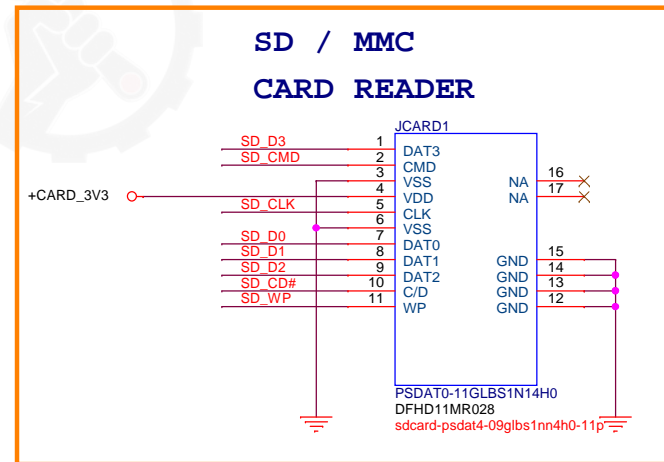 SD / MMC
CARD READER
JCARD1
SD_D3 1 DAT3
SD_CMD 2 CMD
3 VSS NA 16
+CARD_3V3 4 VDD NA 17
SD_CLK 5 CLK
6 VSS
SD_D0 7 DAT0
SD_D1 8 DAT1 GND 15
SD_D2 9 DAT2 GND 14
SD_CD# 10 C/D GND 13
SD_WP 11 WP GND 12
PSDAT0-11GLBS1N14H0
DFHD11MR028
sdcard-psdat4-09glbs1nn4h0-11p